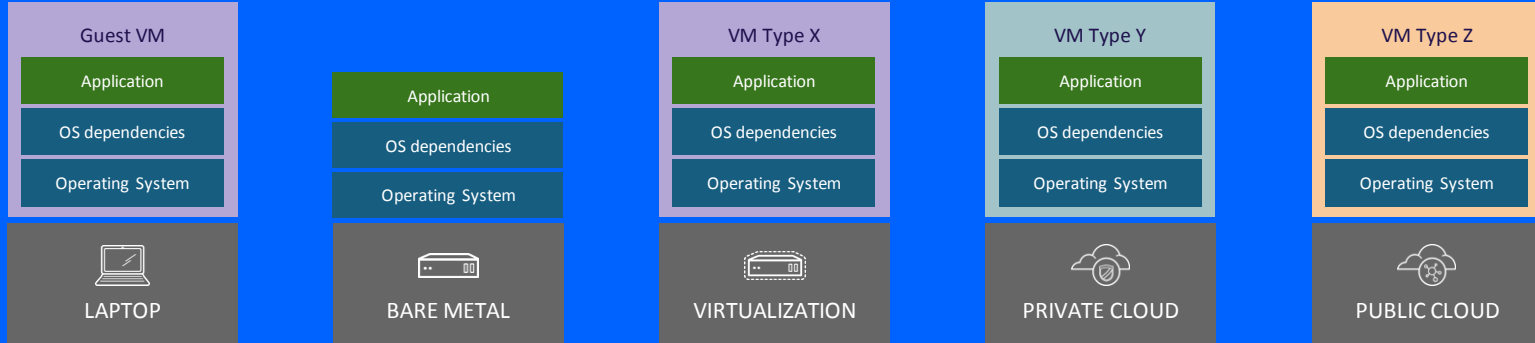 Guest VM
Application
OS dependencies
Operating System
LAPTOP
Application
OS dependencies
Operating System
BARE METAL
VM Type X
Application
OS dependencies
Operating System
VIRTUALIZATION
VM Type Y
Application
OS dependencies
Operating System
PRIVATE CLOUD
VM Type Z
Application
OS dependencies
Operating System
PUBLIC CLOUD